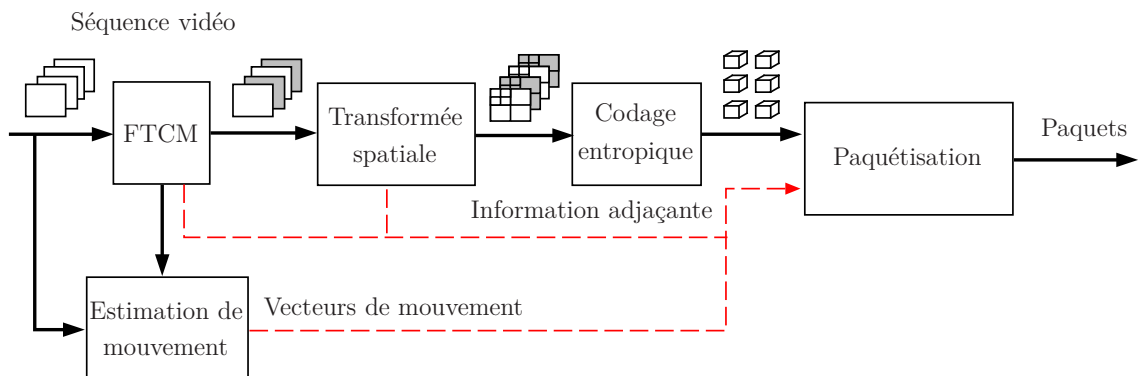 Séquence vidéo
FTCM
Transformée
spatiale
Codage
entropique
Paquétisation
Paquets
Information adjaçante
Estimation de
mouvement
Vecteurs de mouvement